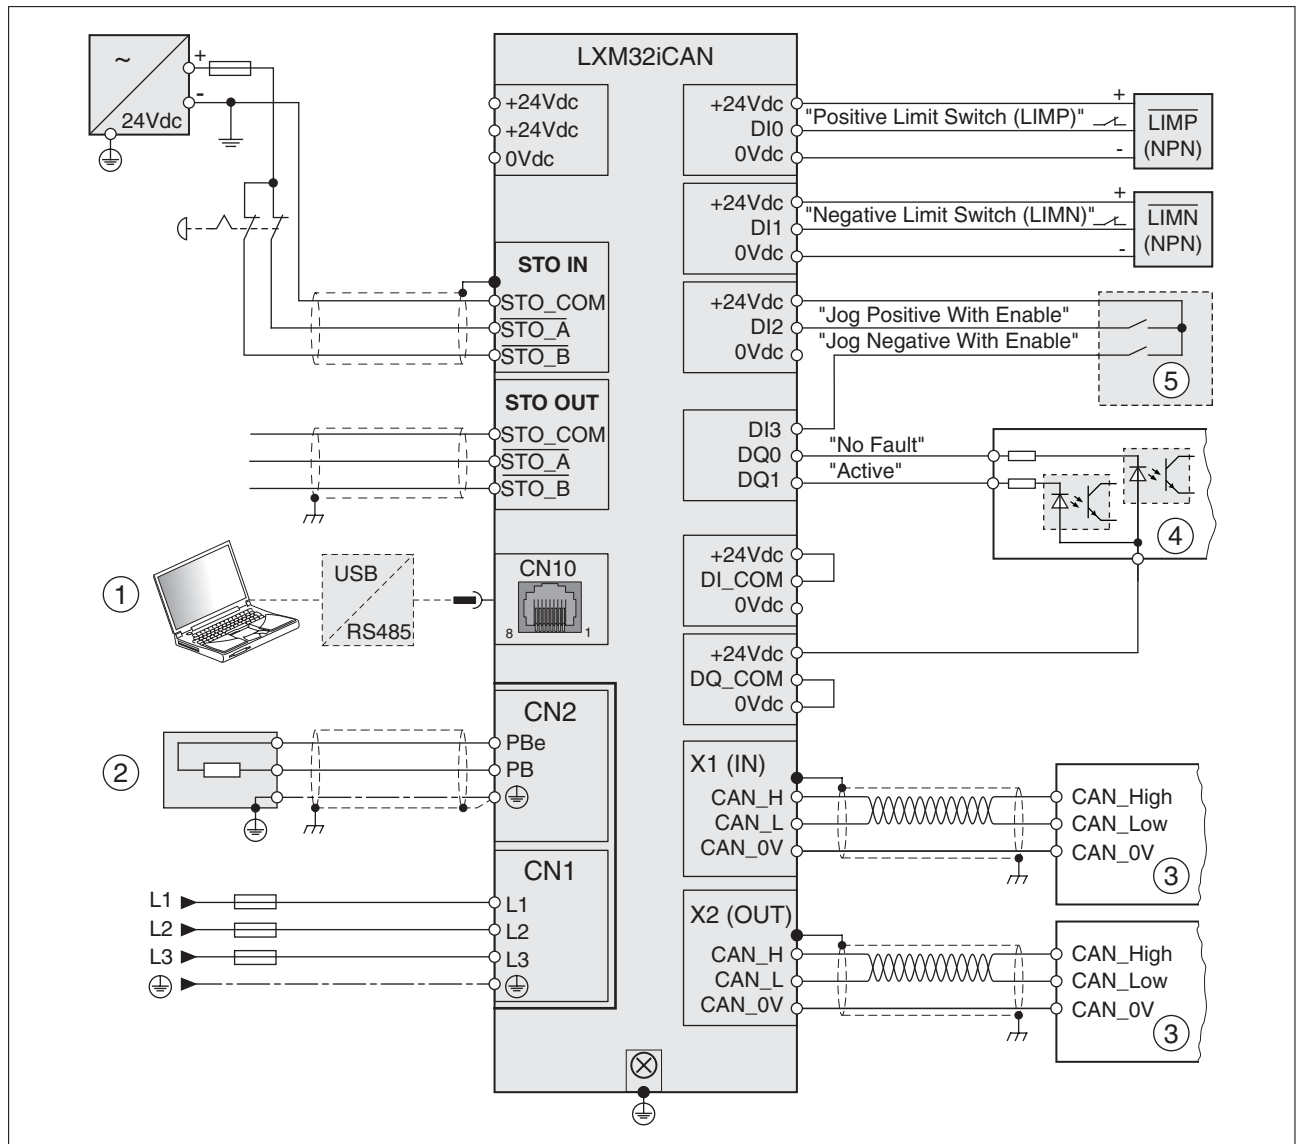 LXM32iCAN
~
+
-
24Vdc
+24Vdc
+24Vdc
0Vdc
STO IN
STO_COM
STO_A
STO_B
STO OUT
STO_COM
STO_A
STO_B
1
USB
RS485
CN10
8
1
2
CN2
PBe
PB
CN1
L1
L2
L3
L1
L2
L3
+24Vdc
DI0
0Vdc
"Positive Limit Switch (LIMP)"
+
-
LIMP
(NPN)
+24Vdc
DI1
0Vdc
"Negative Limit Switch (LIMN)"
+
-
LIMN
(NPN)
+24Vdc
DI2
0Vdc
"Jog Positive With Enable"
"Jog Negative With Enable"
5
DI3
DQ0
DQ1
"No Fault"
"Active"
4
+24Vdc
DI_COM
0Vdc
+24Vdc
DQ_COM
0Vdc
X1 (IN)
CAN_H
CAN_L
CAN_0V
CAN_High
CAN_Low
CAN_0V
3
X2 (OUT)
CAN_H
CAN_L
CAN_0V
CAN_High
CAN_Low
CAN_0V
3